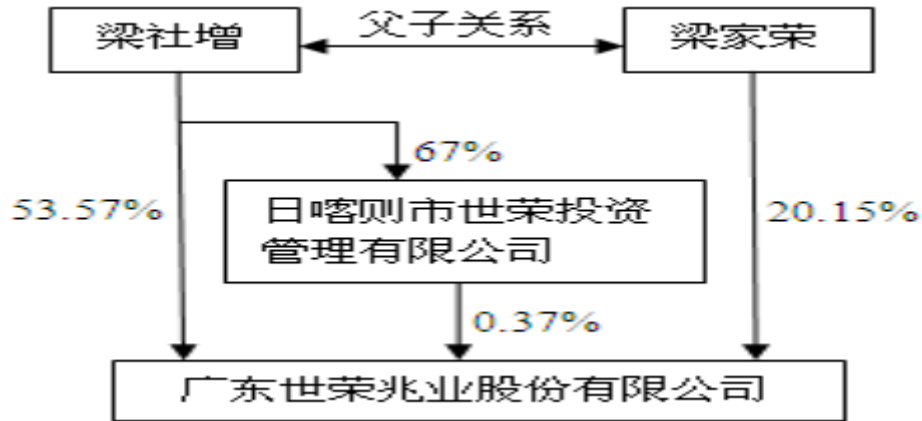 梁社增
父子关系
梁家荣
67%
53.57%
日喀则市世荣投资
管理有限公司
20.15%
0.37%
广东世荣兆业股份有限公司